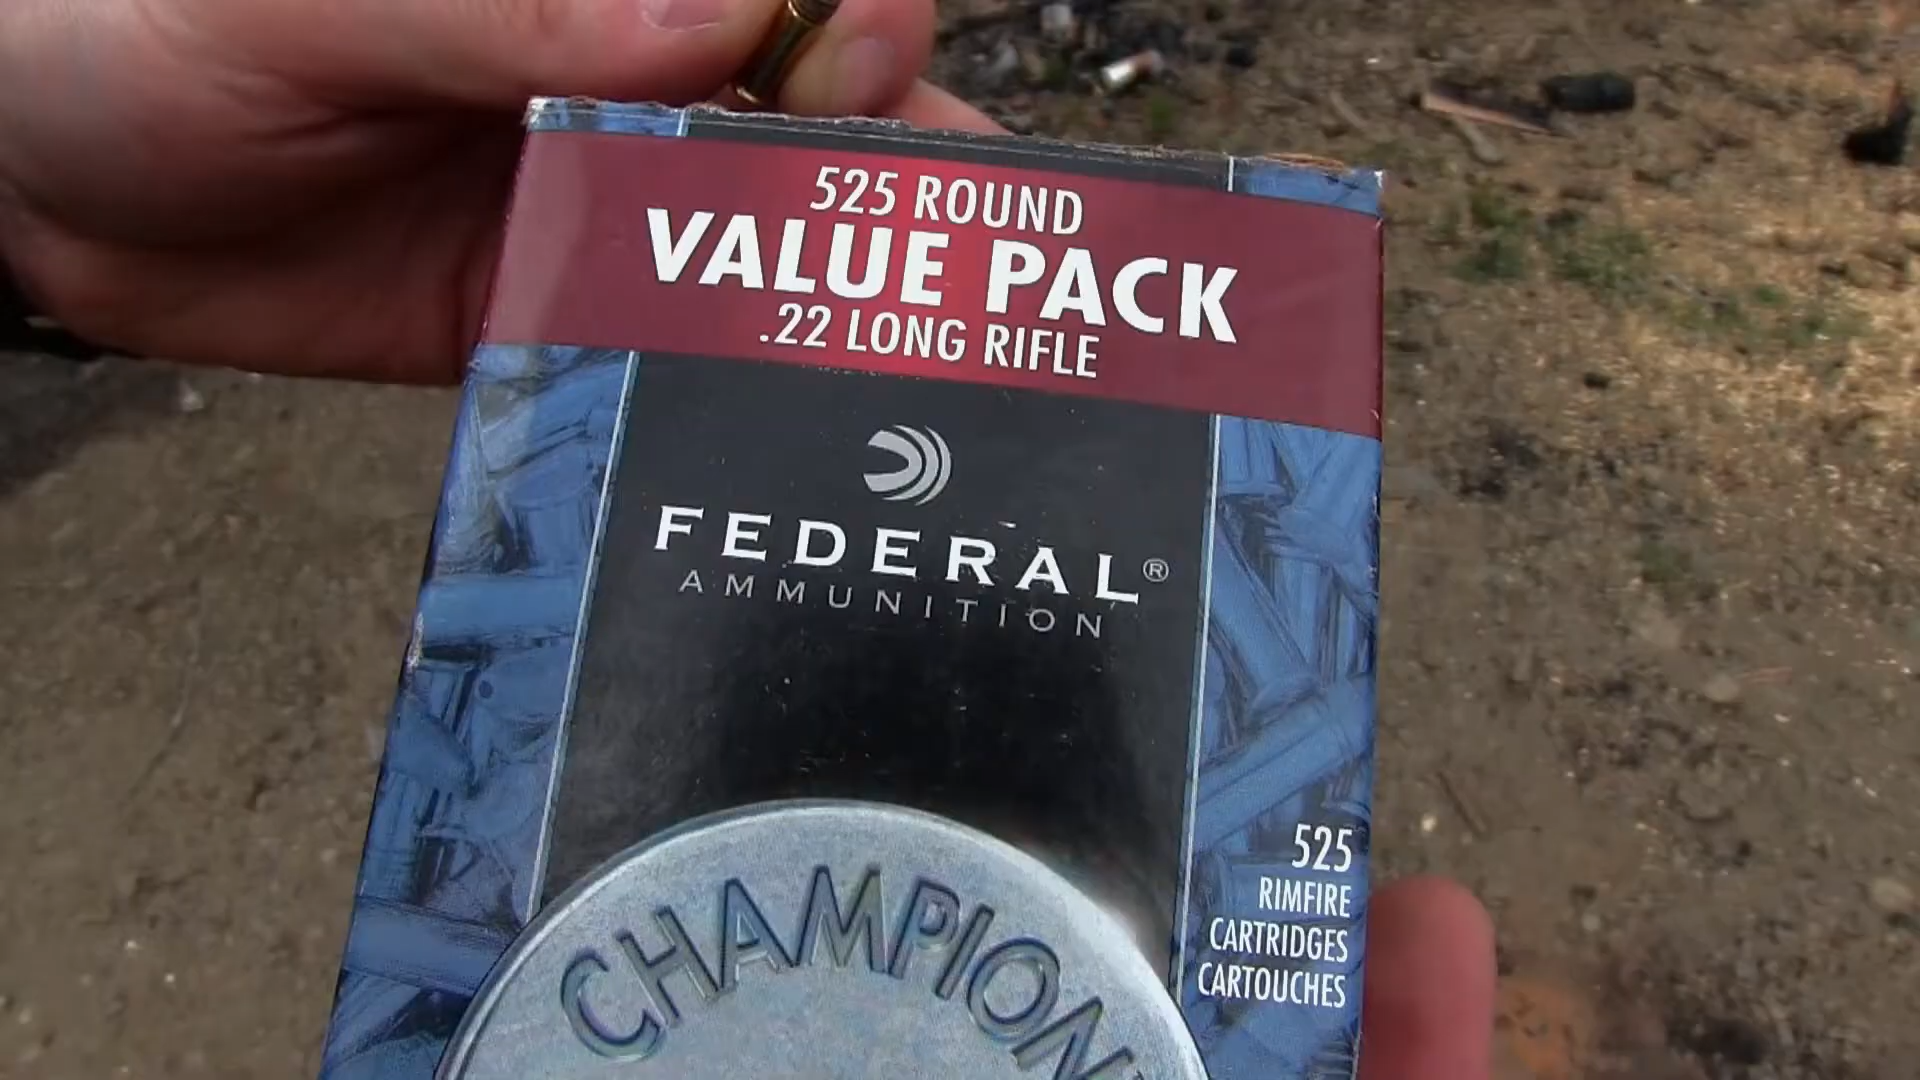 525 ROUND
VALUE PACK
.22 LONG RIFLE
FEDERAL®
AMMUNITION
CHAMPION
525
RIMFIRE
CARTRIDGES
CARTOUCHES